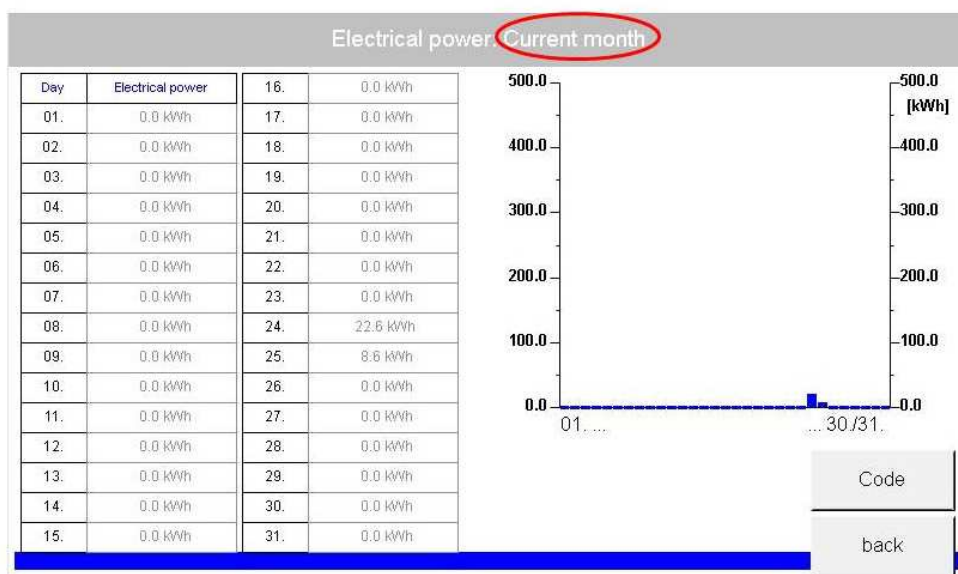 Electrical power: Current month
Day Electrical power
01. 0.0 kWh
02. 0.0 kWh
03. 0.0 kWh
04. 0.0 kWh
05. 0.0 kWh
06. 0.0 kWh
07. 0.0 kWh
08. 0.0 kWh
09. 0.0 kWh
10. 0.0 kWh
11. 0.0 kWh
12. 0.0 kWh
13. 0.0 kWh
14. 0.0 kWh
15. 0.0 kWh
16. 0.0 kWh
17. 0.0 kWh
18. 0.0 kWh
19. 0.0 kWh
20. 0.0 kWh
21. 0.0 kWh
22. 0.0 kWh
23. 0.0 kWh
24. 22.6 kWh
25. 8.6 kWh
26. 0.0 kWh
27. 0.0 kWh
28. 0.0 kWh
29. 0.0 kWh
30. 0.0 kWh
31. 0.0 kWh
500.0 500.0
[kWh]
400.0 400.0
300.0 300.0
200.0 200.0
100.0 100.0
0.0 0.0
01. ... ... 30./31.
Code
back